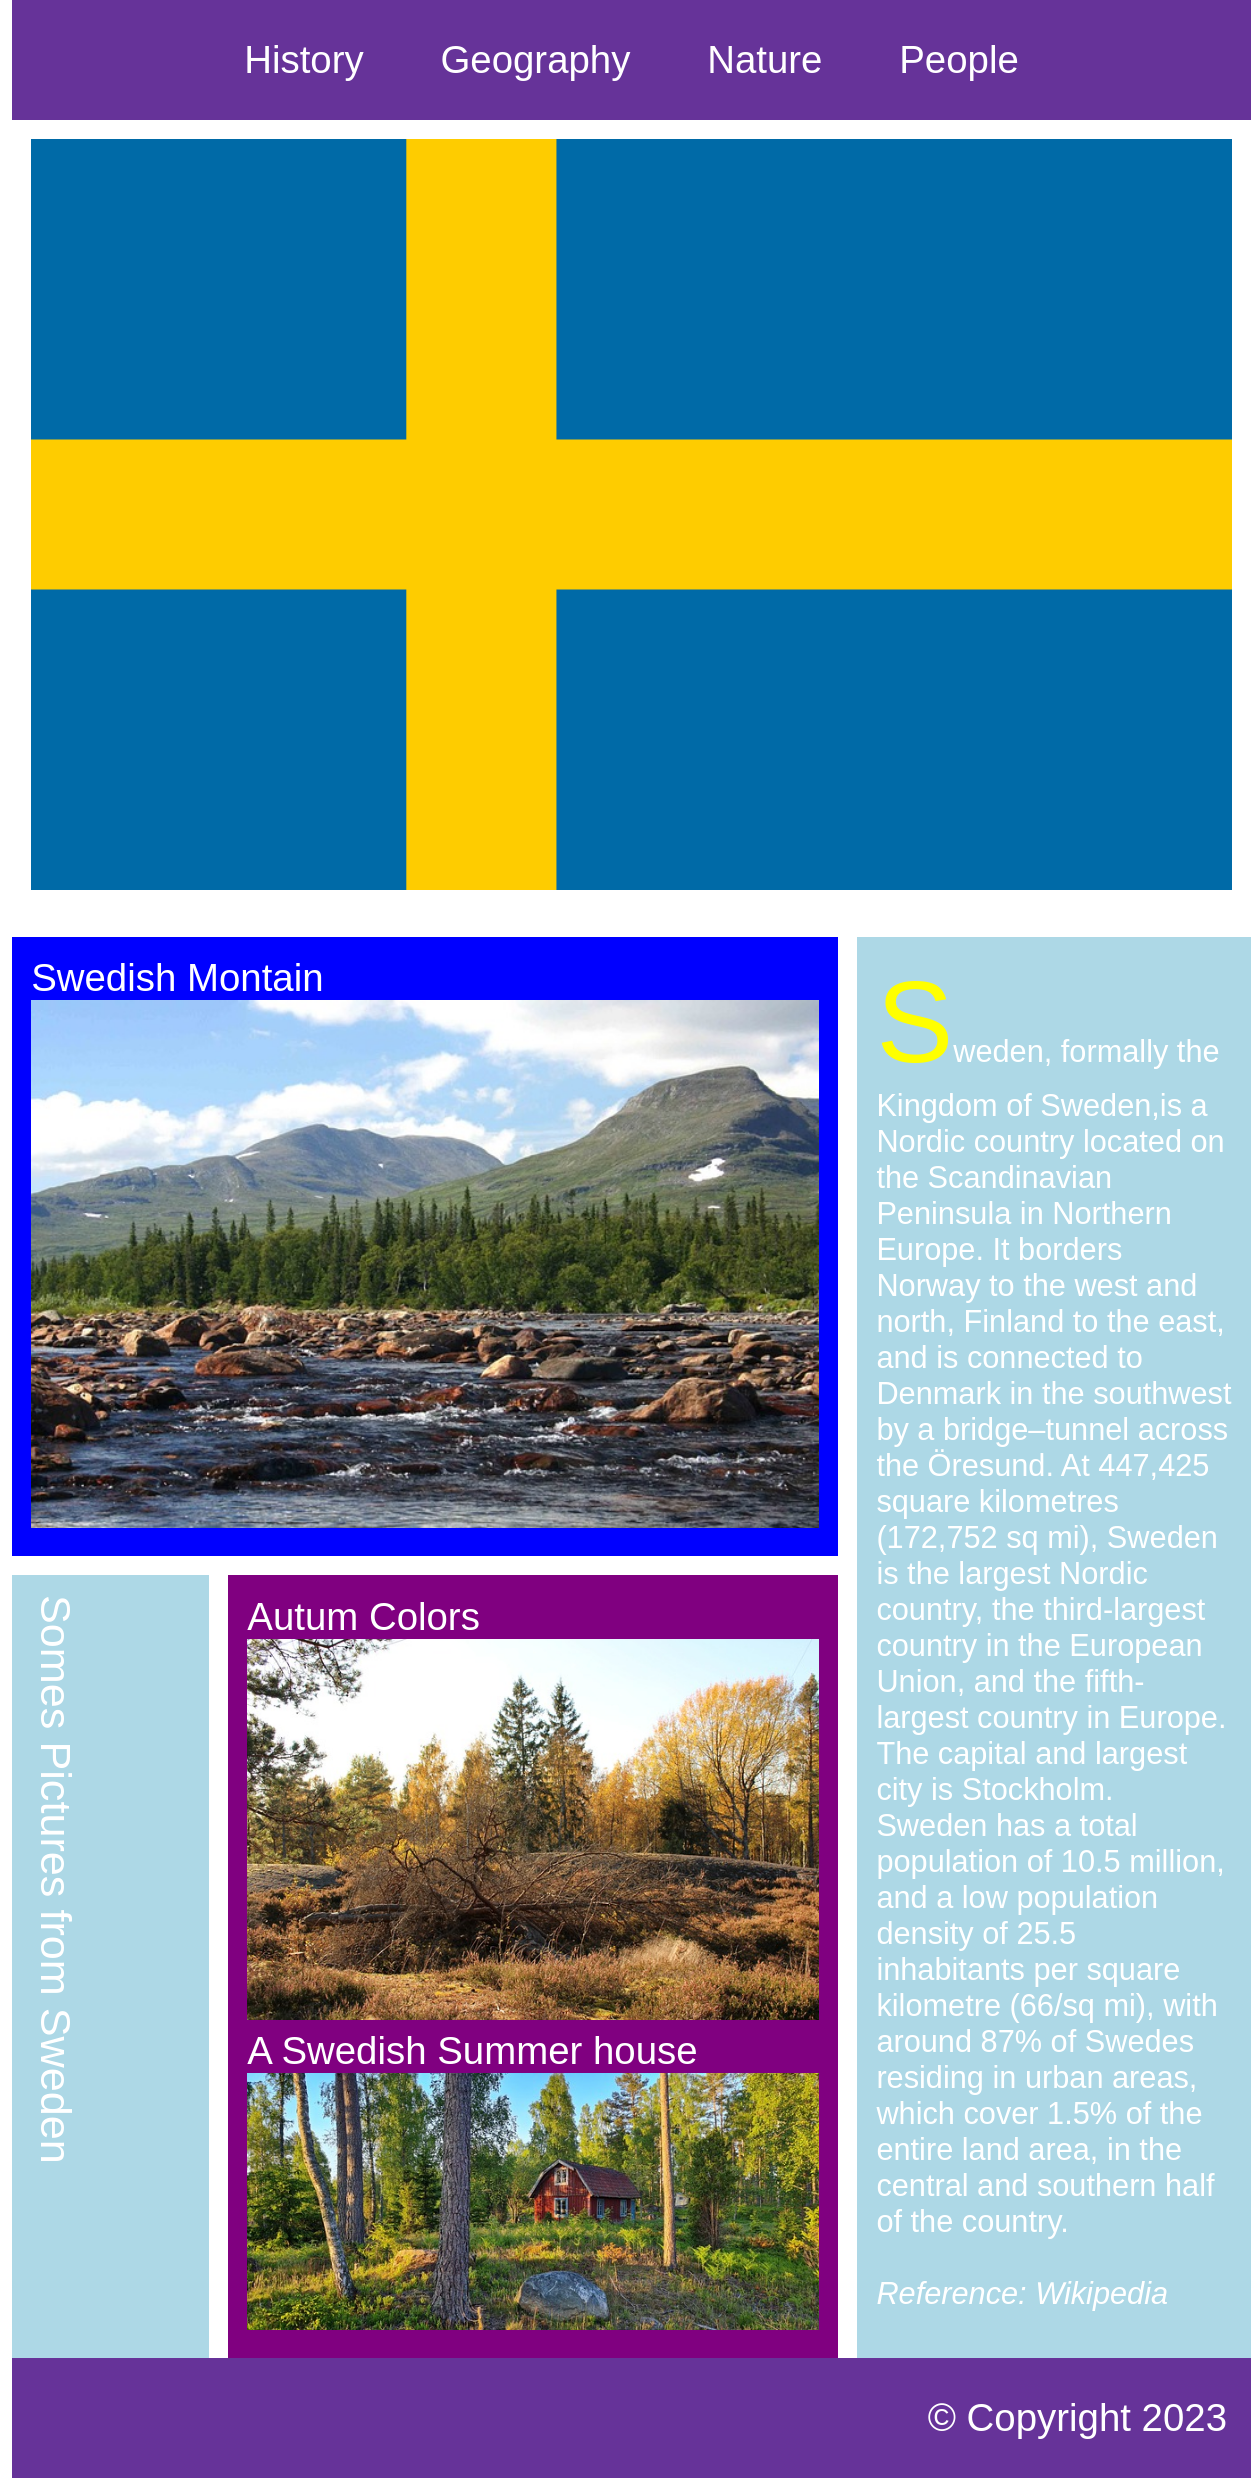 History Geography Nature People
Swedish Montain
Somes Pictures from Sweden
Autum Colors
A Swedish Summer house
Sweden, formally the
Kingdom of Sweden,is a
Nordic country located on
the Scandinavian
Peninsula in Northern
Europe. It borders
Norway to the west and
north, Finland to the east,
and is connected to
Denmark in the southwest
by a bridge–tunnel across
the Öresund. At 447,425
square kilometres
(172,752 sq mi), Sweden
is the largest Nordic
country, the third-largest
country in the European
Union, and the fifth-
largest country in Europe.
The capital and largest
city is Stockholm.
Sweden has a total
population of 10.5 million,
and a low population
density of 25.5
inhabitants per square
kilometre (66/sq mi), with
around 87% of Swedes
residing in urban areas,
which cover 1.5% of the
entire land area, in the
central and southern half
of the country.
Reference: Wikipedia
© Copyright 2023